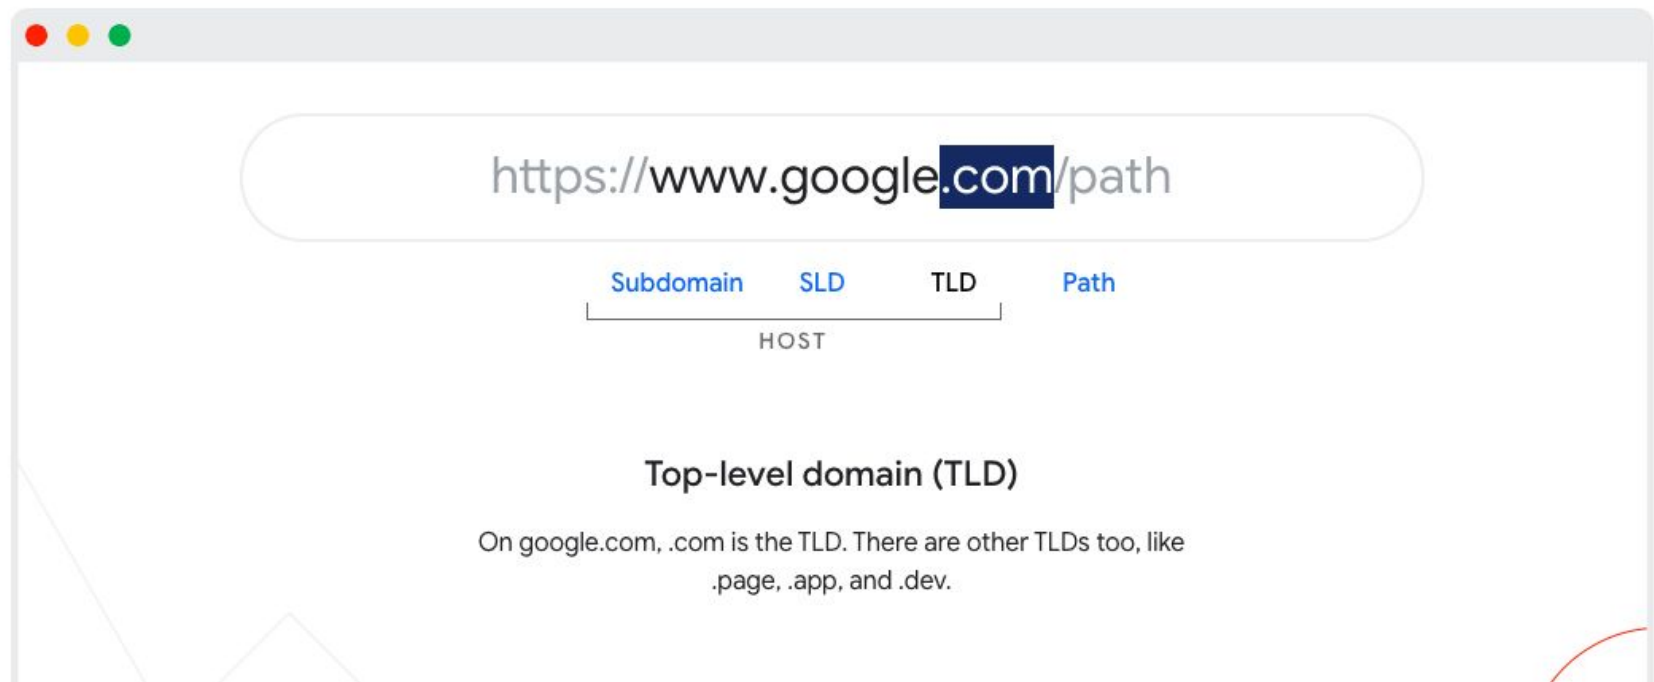 https://www.google.com/path
Subdomain SLD TLD Path
HOST
Top-level domain (TLD)
On google.com, .com is the TLD. There are other TLDs too, like
.page, .app, and .dev.